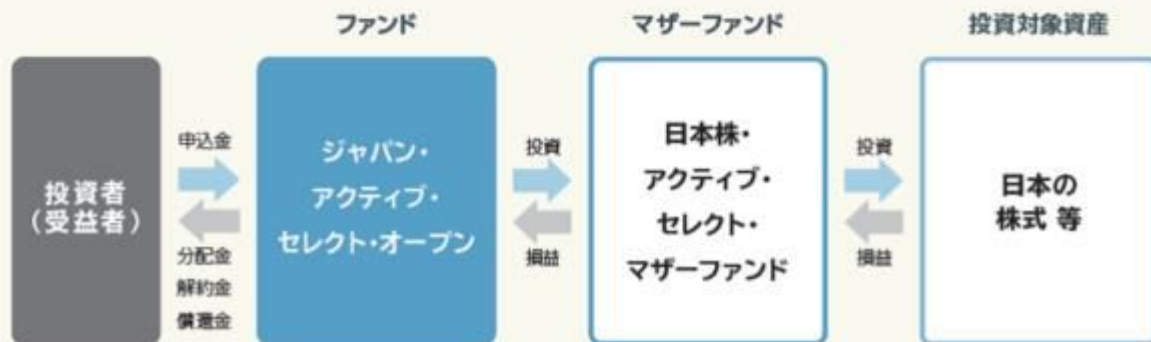 ファンド
マザーファンド
投資対象資産
投資者
（受益者）
申込金
分配金
解約金
償還金
ジャパン・
アクティブ・
セレクト・オープン
投資
損益
日本株・
アクティブ・
セレクト・
マザーファンド
投資
損益
日本の
株式 等